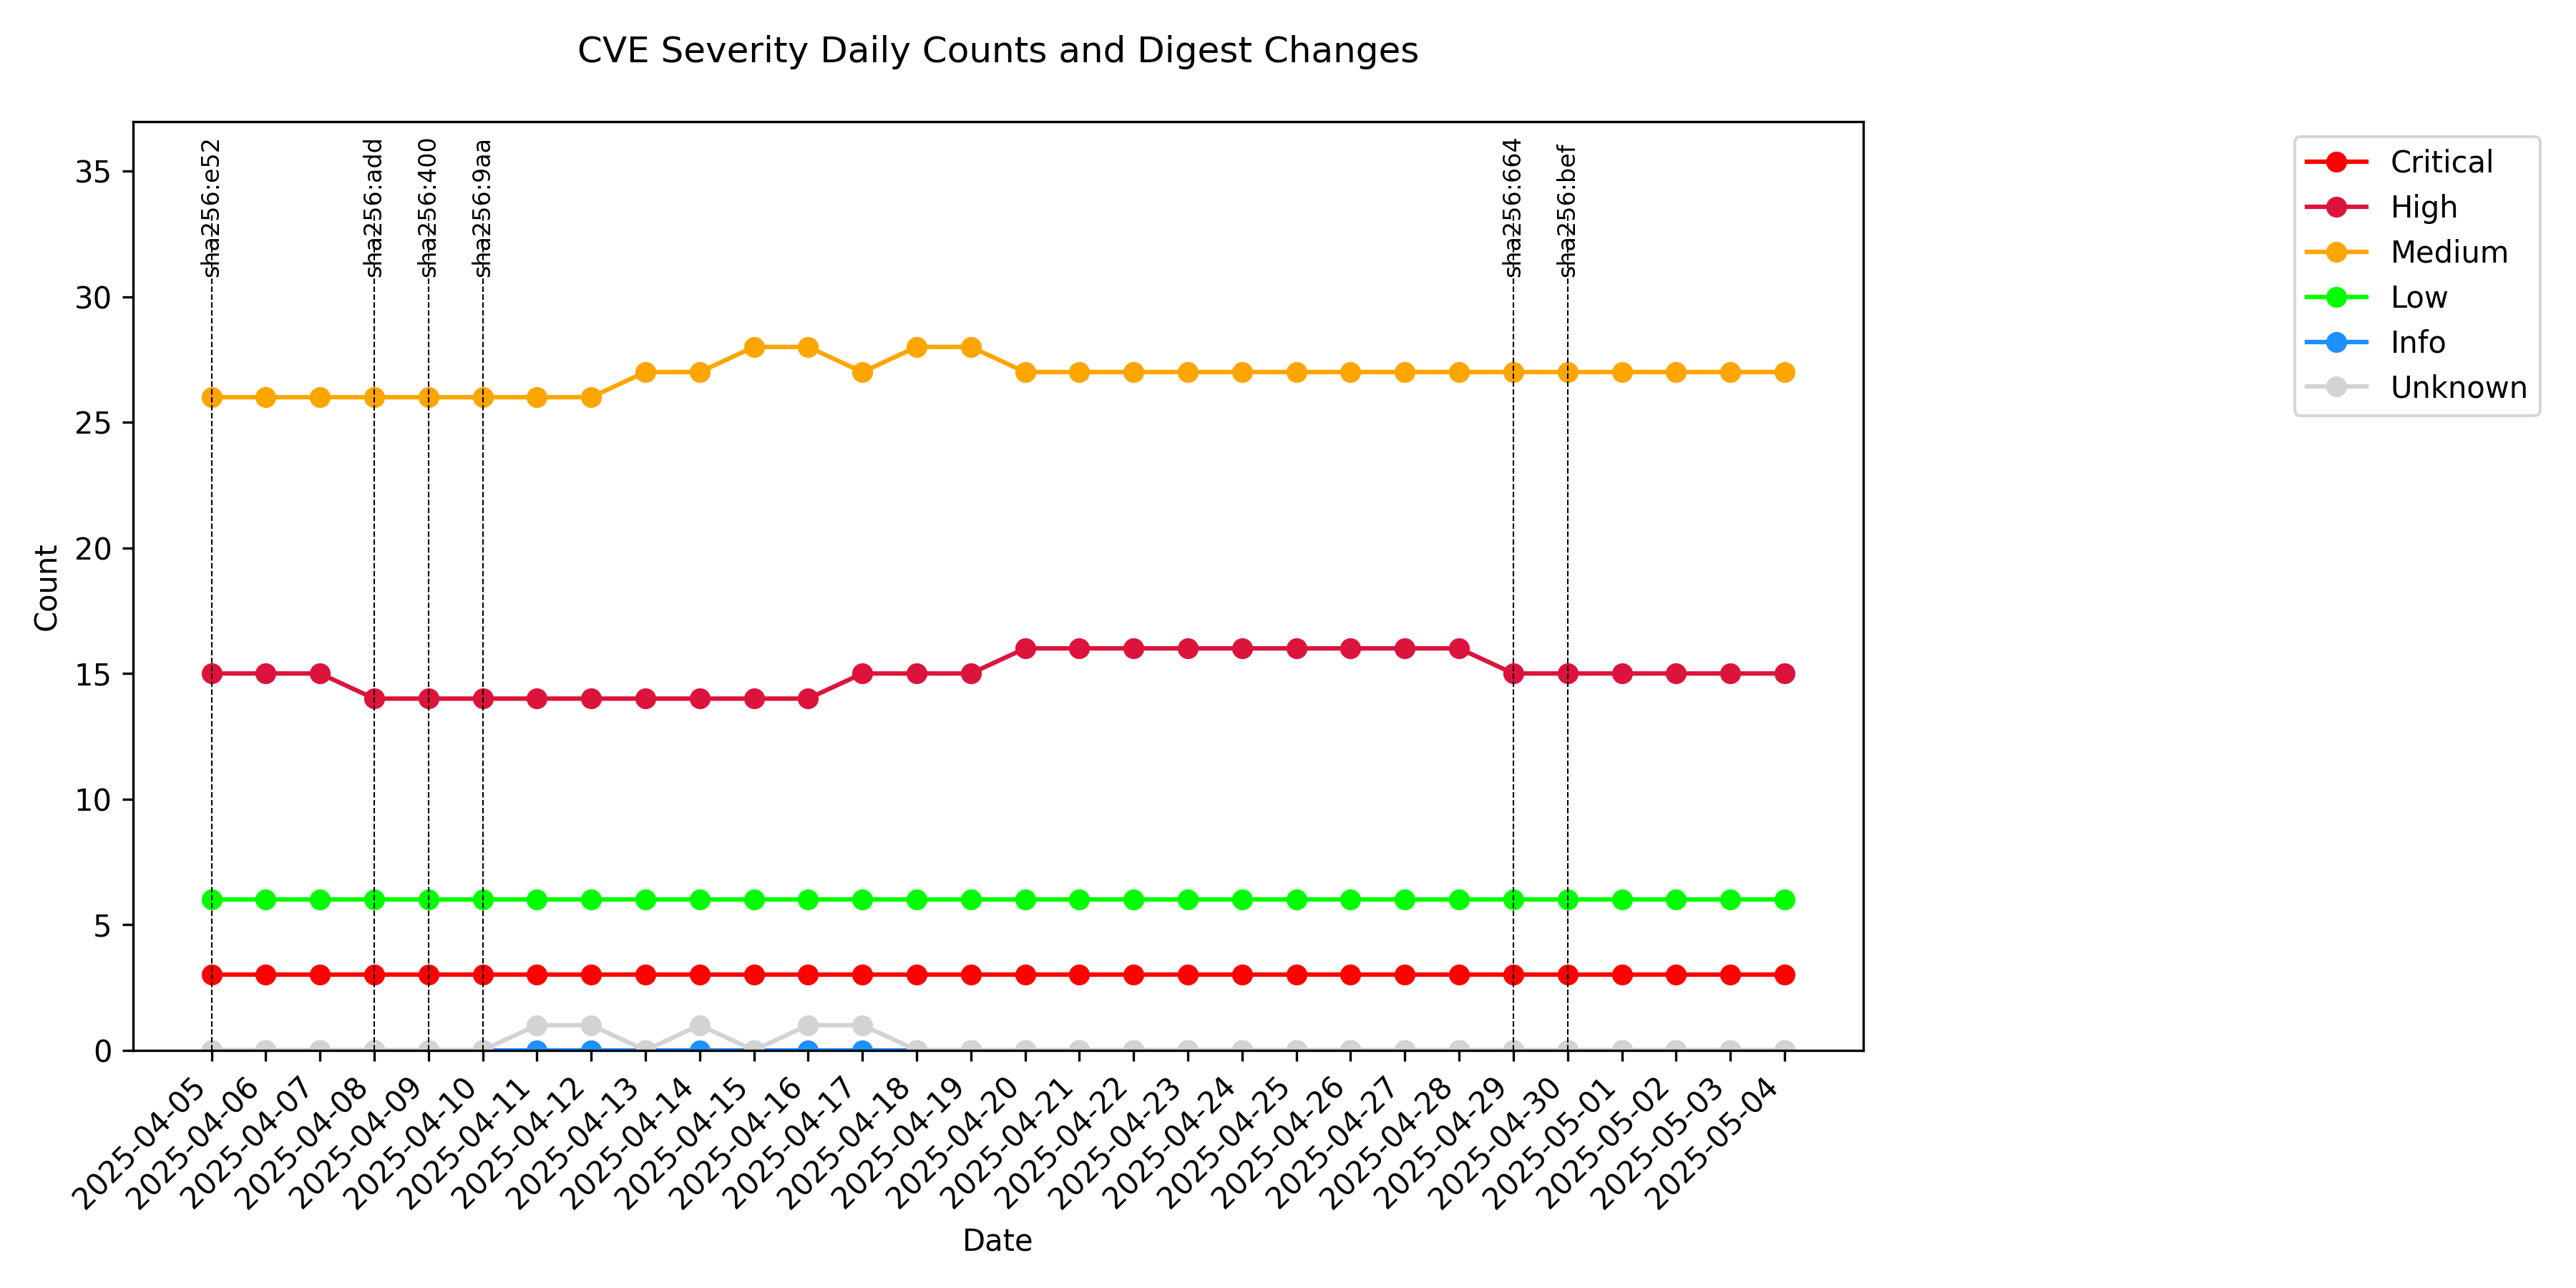 CVE Severity Daily Counts and Digest Changes
sha256:e52
sha256:add
sha256:400
sha256:9aa
sha256:664
sha256:bef
Critical
High
Medium
Low
Info
Unknown
Count
35
30
25
20
15
10
5
0
2025-04-05
2025-04-06
2025-04-07
2025-04-08
2025-04-09
2025-04-10
2025-04-11
2025-04-12
2025-04-13
2025-04-14
2025-04-15
2025-04-16
2025-04-17
2025-04-18
2025-04-19
2025-04-20
2025-04-21
2025-04-22
2025-04-23
2025-04-24
2025-04-25
2025-04-26
2025-04-27
2025-04-28
2025-04-29
2025-04-30
2025-05-01
2025-05-02
2025-05-03
2025-05-04
Date